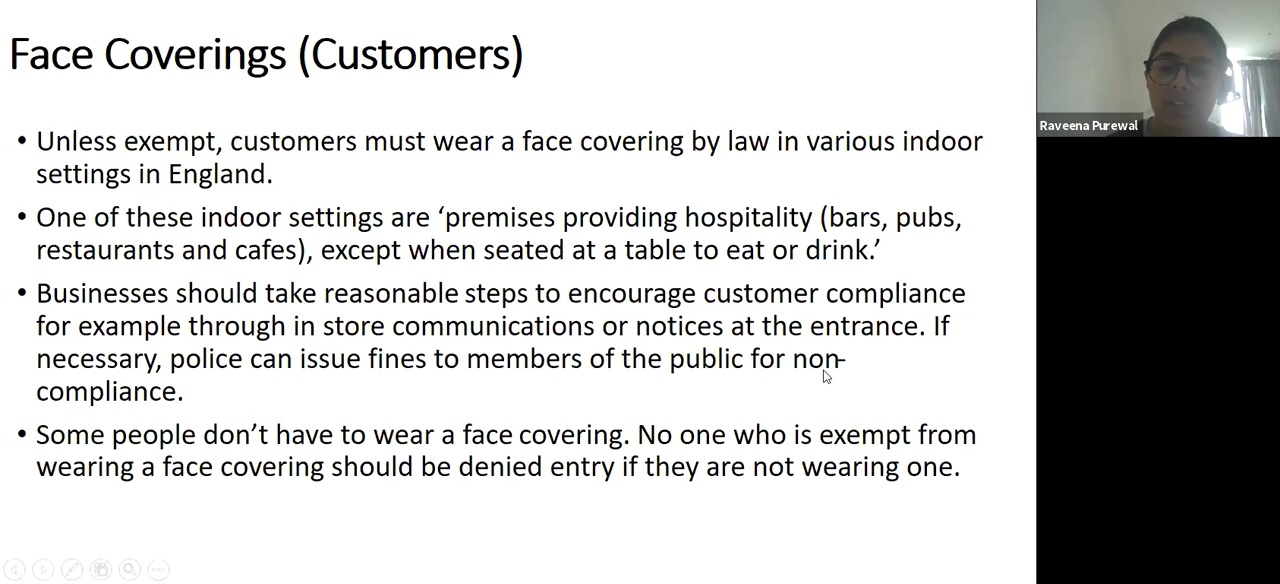 Face Coverings (Customers)
• Unless exempt, customers must wear a face covering by law in various indoor
settings in England.
• One of these indoor settings are ‘premises providing hospitality (bars, pubs,
restaurants and cafes), except when seated at a table to eat or drink.’
• Businesses should take reasonable steps to encourage customer compliance
for example through in store communications or notices at the entrance. If
necessary, police can issue fines to members of the public for non-
compliance.
• Some people don’t have to wear a face covering. No one who is exempt from
wearing a face covering should be denied entry if they are not wearing one.
Raveena Purewal